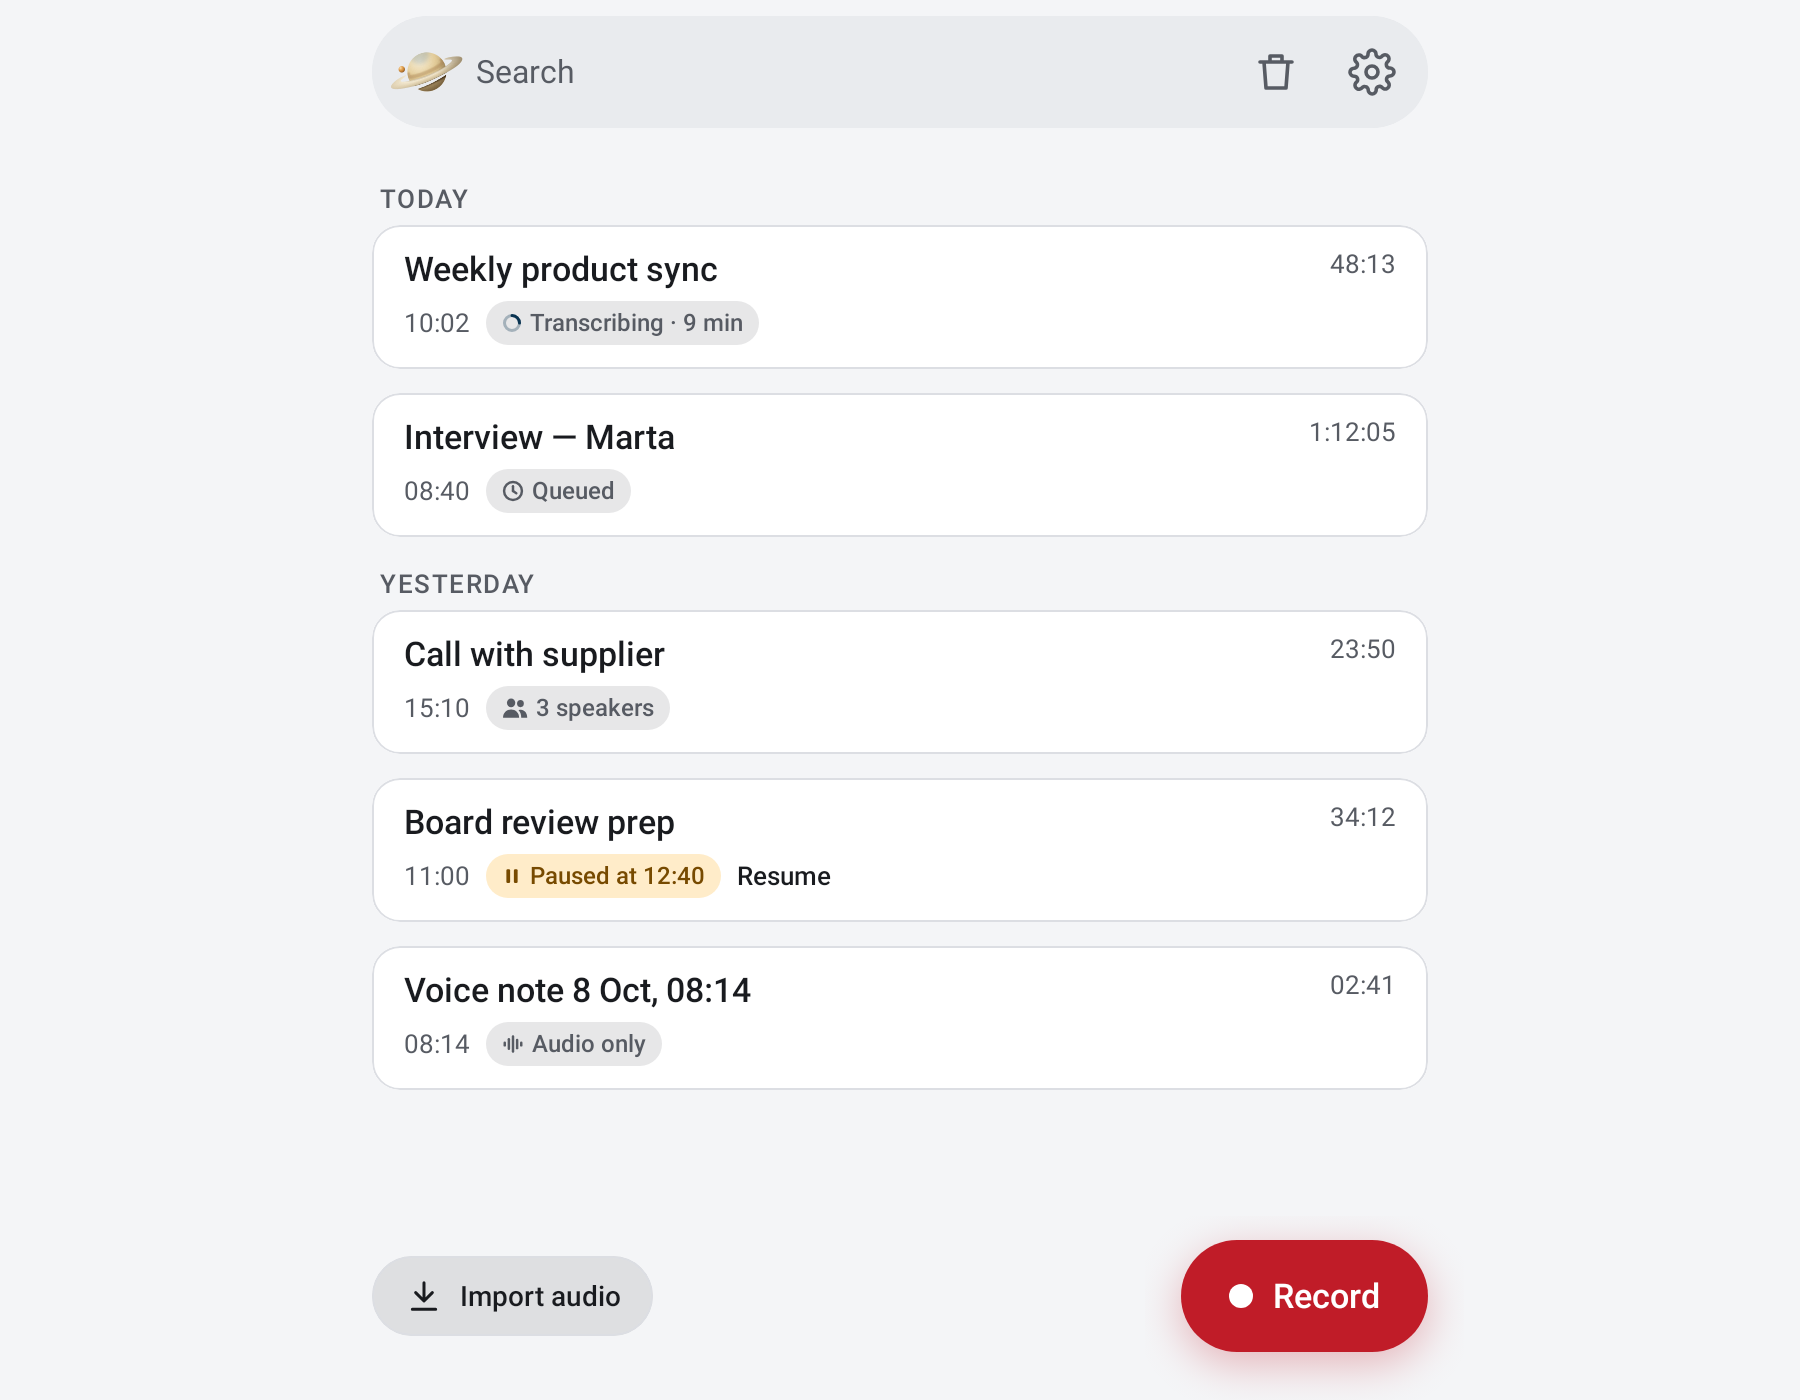 Search
TODAY
Weekly product sync
48:13
10:02 Transcribing · 9 min
Interview — Marta
1:12:05
08:40 Queued
YESTERDAY
Call with supplier
23:50
15:10 3 speakers
Board review prep
34:12
11:00 Paused at 12:40 Resume
Voice note 8 Oct, 08:14
02:41
08:14 Audio only
Import audio
Record